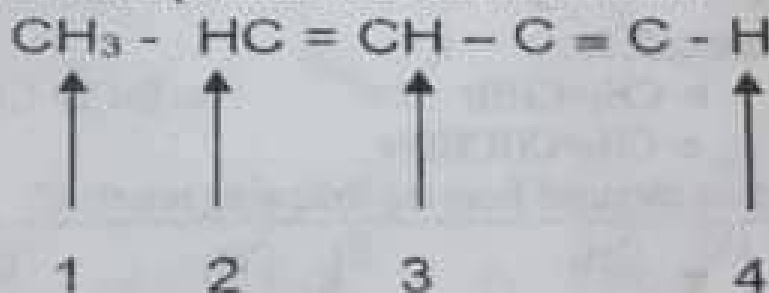 CH₃ - HC = CH – C ≡ C - H
1 2 3 4